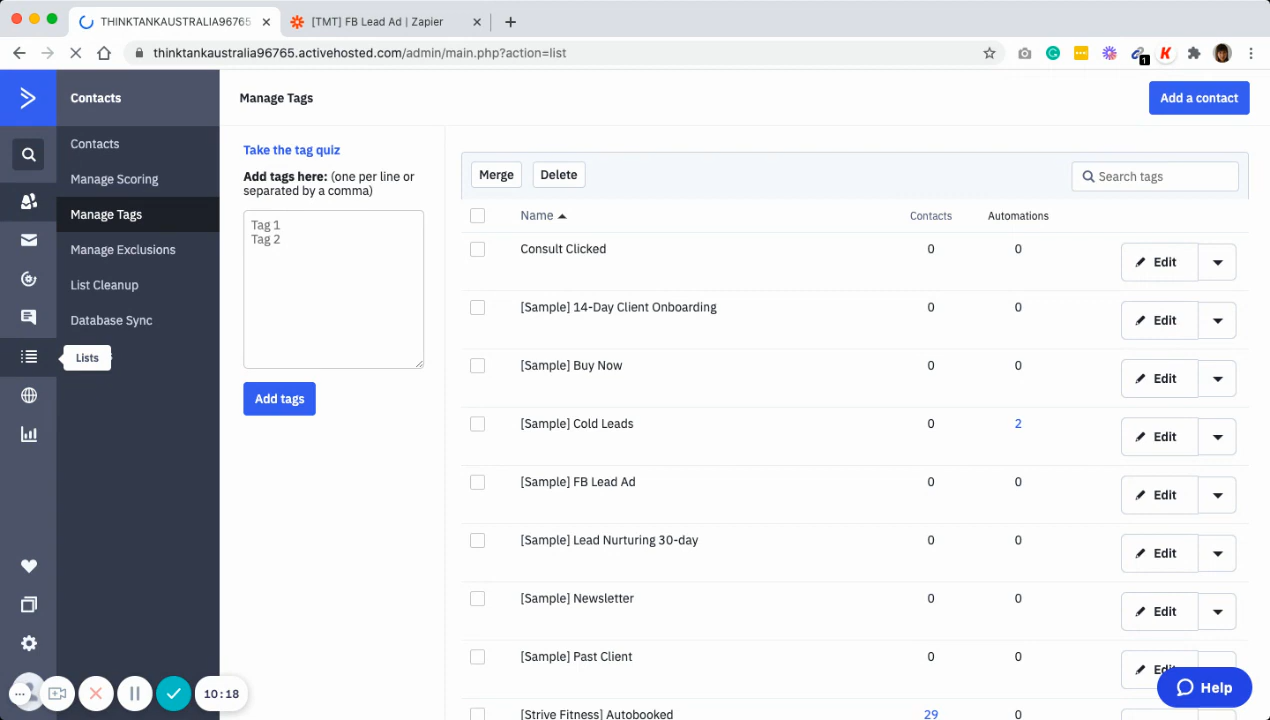 THINKTANKAUSTRALIA96765
[TMT] FB Lead Ad | Zapier
thinktankaustralia96765.activehosted.com/admin/main.php?action=list
1
K
Contacts
Manage Tags
Add a contact
Contacts
Manage Scoring
Manage Tags
Manage Exclusions
List Cleanup
Database Sync
Lists
Take the tag quiz
Add tags here: (one per line or
separated by a comma)
Tag 1
Tag 2
Add tags
Merge
Delete
Search tags
Name
Contacts
Automations
Consult Clicked
0
0
Edit
[Sample] 14-Day Client Onboarding
0
0
Edit
[Sample] Buy Now
0
0
Edit
[Sample] Cold Leads
0
2
Edit
[Sample] FB Lead Ad
0
0
Edit
[Sample] Lead Nurturing 30-day
0
0
Edit
[Sample] Newsletter
0
0
Edit
[Sample] Past Client
0
0
Edit
[Strive Fitness] Autobooked
29
0
Help
10:18